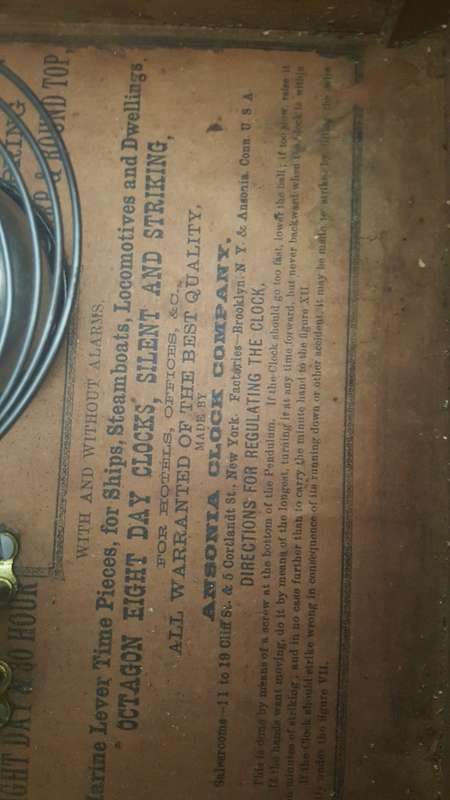 RIKING
P & ROUND TOP
WITH AND WITHOUT ALARMS.
arine Lever Time Pieces, for Ships, Steamboats, Locomotives and Dwellings
OCTAGON EIGHT DAY CLOCKS, SILENT AND STRIKING,
FOR HOTELS, OFFICES, &C.
ALL WARRANTED OF THE BEST QUALITY,
MADE BY
ANSONIA CLOCK COMPANY,
Salesrooms—11 to 19 Cliff St. & 5 Cortlandt St., New York. Factories—Brooklyn, N. Y. & Ansonia, Conn. U. S. A
DIRECTIONS FOR REGULATING THE CLOCK,
This is done by means of a screw at the bottom of the Pendulum. If the Clock should go too fast, lower the ball; if too slow, raise it
If the hands want moving, do it by means of the longest, turning it at any time forward, but never backward when the Clock is within
minutes of striking; and in no case further than to carry the minute hand to the figure XII.
If the Clock should strike wrong in consequence of its running down or other accident, it may be made to strike by the wire
under the figure VII.
GHT DAY & 30 HOUR